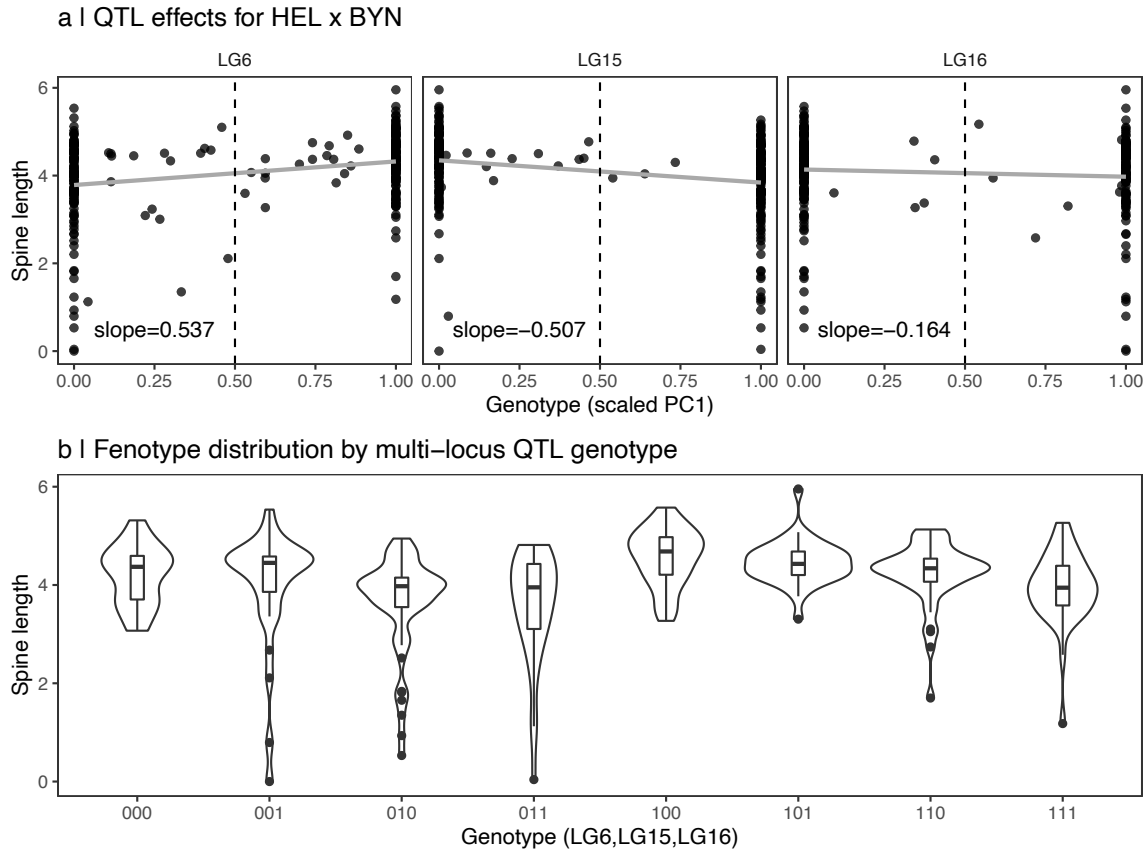 a | QTL effects for HEL x BYN
LG6 LG15 LG16
Spine length
6
4
2
0
slope=0.537 slope=−0.507 slope=−0.164
0.00 0.25 0.50 0.75 1.00 0.00 0.25 0.50 0.75 1.00 0.00 0.25 0.50 0.75 1.00
Genotype (scaled PC1)
b | Fenotype distribution by multi−locus QTL genotype
Spine length
6
4
2
0
000 001 010 011 100 101 110 111
Genotype (LG6,LG15,LG16)